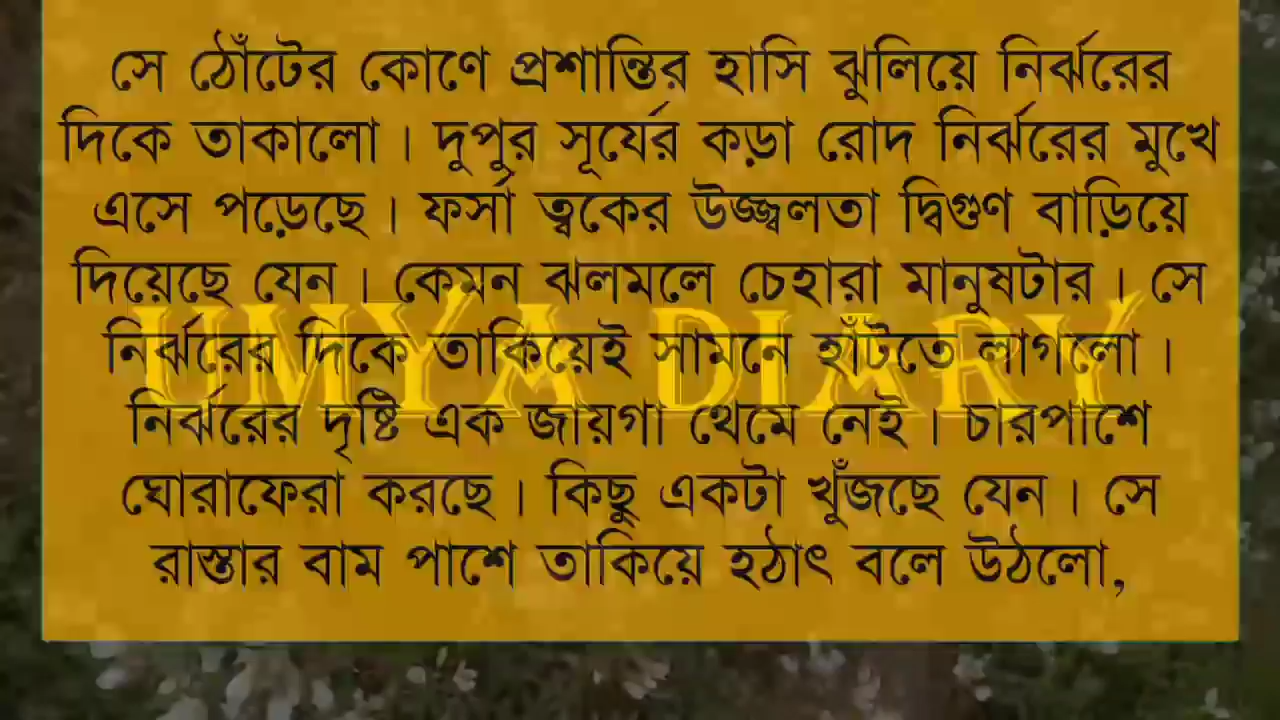 সে ঠোঁটের কোণে প্রশান্তির হাসি ঝুলিয়ে নির্ঝরের
দিকে তাকালো। দুপুর সূর্যের কড়া রোদ নির্ঝরের মুখে
এসে পড়েছে। ফর্সা ত্বকের উজ্জ্বলতা দ্বিগুণ বাড়িয়ে
দিয়েছে যেন। কেমন ঝলমলে চেহারা মানুষটার। সে
নির্ঝরের দিকে তাকিয়েই সামনে হাঁটতে লাগলো।
UMYA DIARY
নির্ঝরের দৃষ্টি এক জায়গা থেমে নেই। চারপাশে
ঘোরাফেরা করছে। কিছু একটা খুঁজছে যেন। সে
রাস্তার বাম পাশে তাকিয়ে হঠাৎ বলে উঠলো,